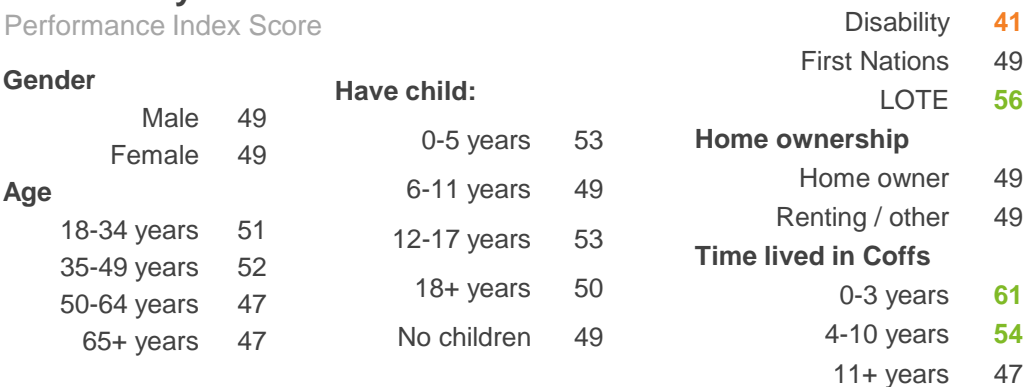 Performance Index Score
Gender
Male 49
Female 49
Age
18-34 years 51
35-49 years 52
50-64 years 47
65+ years 47
Have child:
0-5 years 53
6-11 years 49
12-17 years 53
18+ years 50
No children 49
Disability 41
First Nations 49
LOTE 56
Home ownership
Home owner 49
Renting / other 49
Time lived in Coffs
0-3 years 61
4-10 years 54
11+ years 47